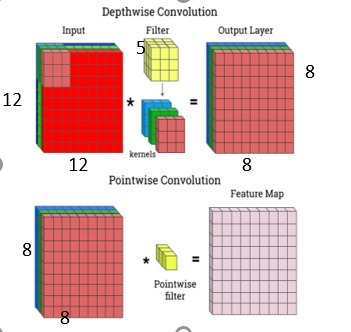 Depthwise Convolution
Input Filter Output Layer
5
8
12
* =
kernels
12 8
Pointwise Convolution
Feature Map
8
* =
Pointwise
filter
8